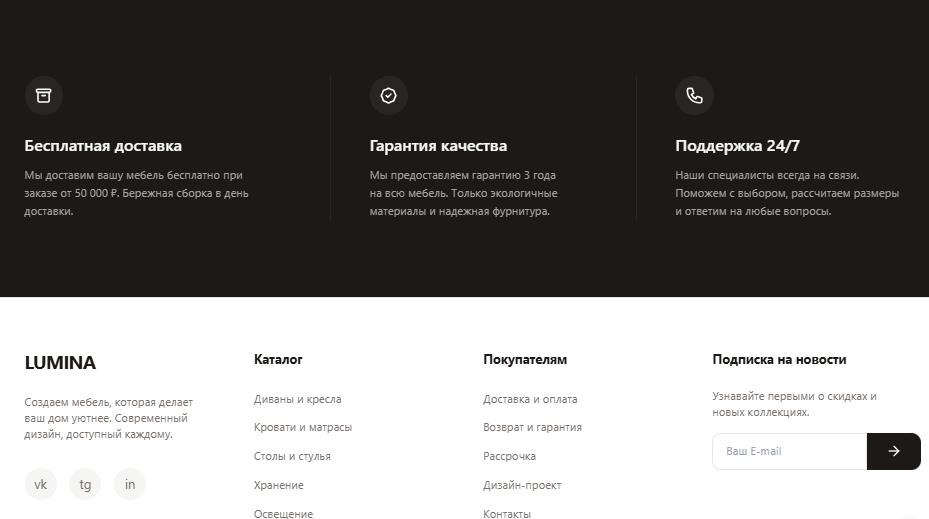 Бесплатная доставка
Мы доставим вашу мебель бесплатно при
заказе от 50 000 ₽. Бережная сборка в день
доставки.
Гарантия качества
Мы предоставляем гарантию 3 года
на всю мебель. Только экологичные
материалы и надежная фурнитура.
Поддержка 24/7
Наши специалисты всегда на связи.
Поможем с выбором, рассчитаем размеры
и ответим на любые вопросы.
LUMINA
Создаем мебель, которая делает
ваш дом уютнее. Современный
дизайн, доступный каждому.
vk
tg
in
Каталог
Диваны и кресла
Кровати и матрасы
Столы и стулья
Хранение
Освещение
Покупателям
Доставка и оплата
Возврат и гарантия
Рассрочка
Дизайн-проект
Контакты
Подписка на новости
Узнавайте первыми о скидках и
новых коллекциях.
Ваш E-mail